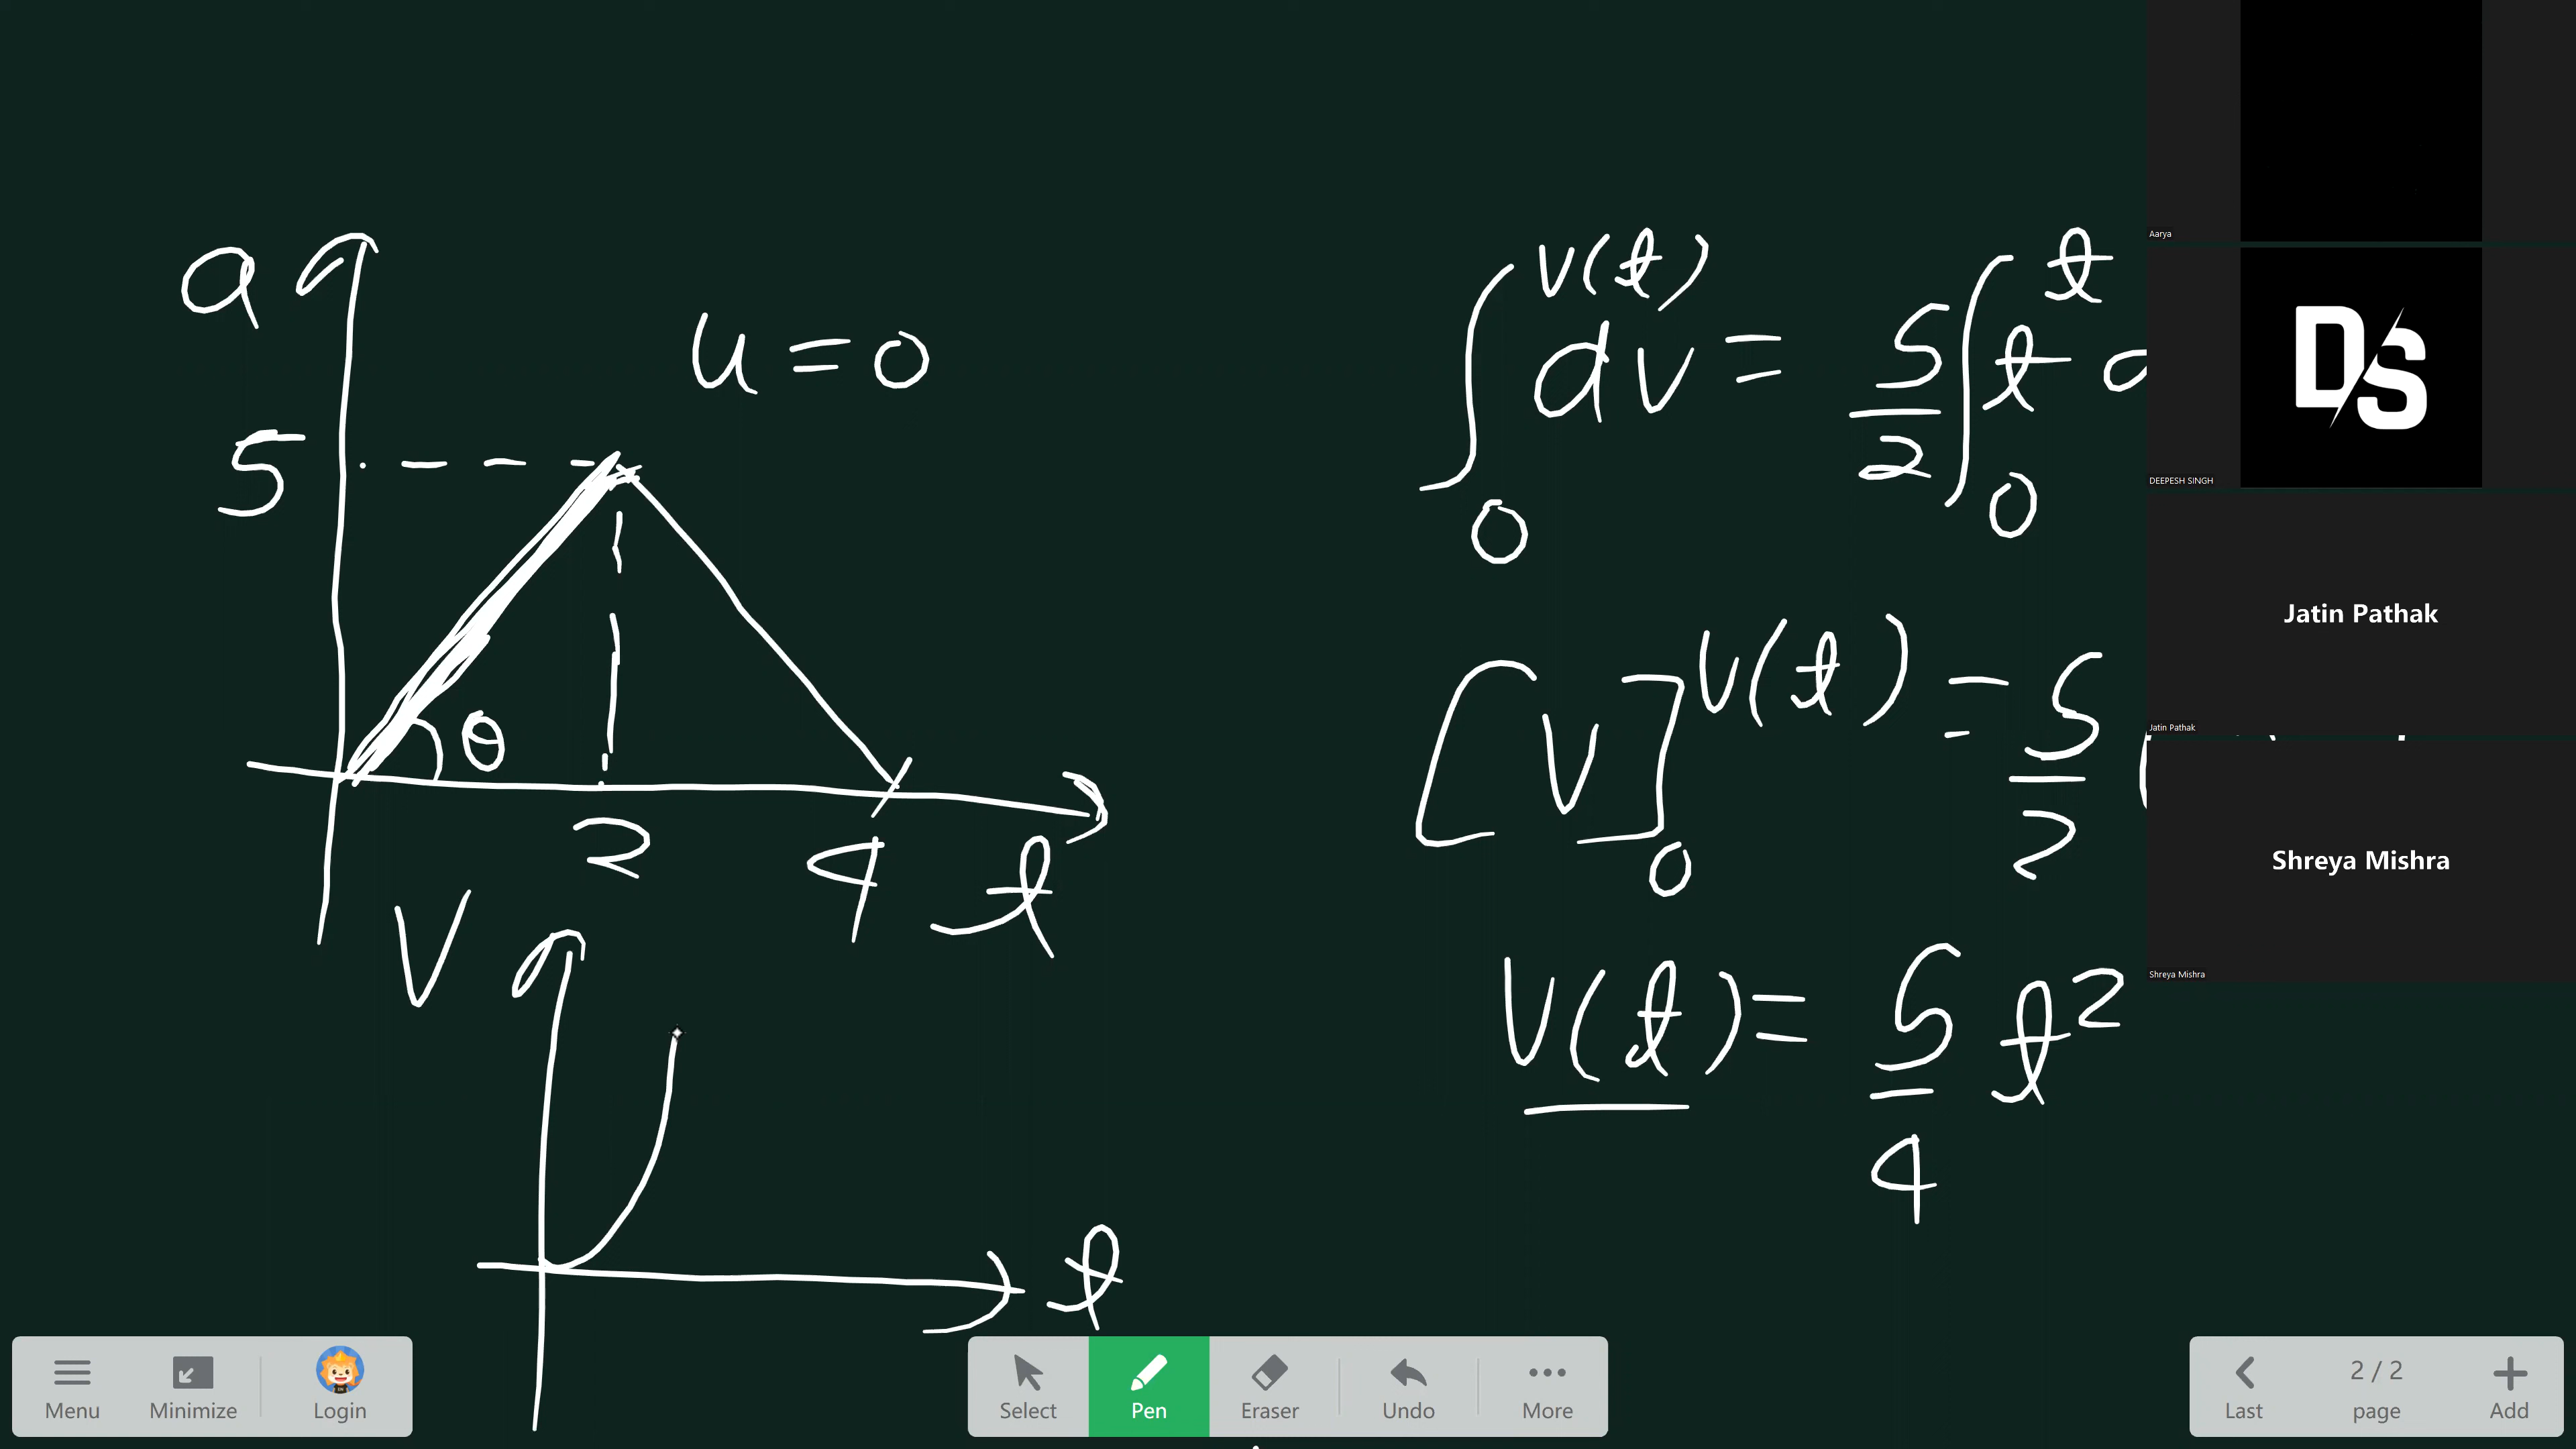 a
u = 0
5
θ
2
4
t
V
t
∫₀^v(t) dv = 5/2 ∫₀^t t
[V]₀^V(t) = 5/2
V(t) = 5/4 t²
Aarya
DS
DEEPESH SINGH
Jatin Pathak
Jatin Pathak
Shreya Mishra
Shreya Mishra
Menu
Minimize
Login
Select
Pen
Eraser
Undo
More
Last
2 / 2
page
Add